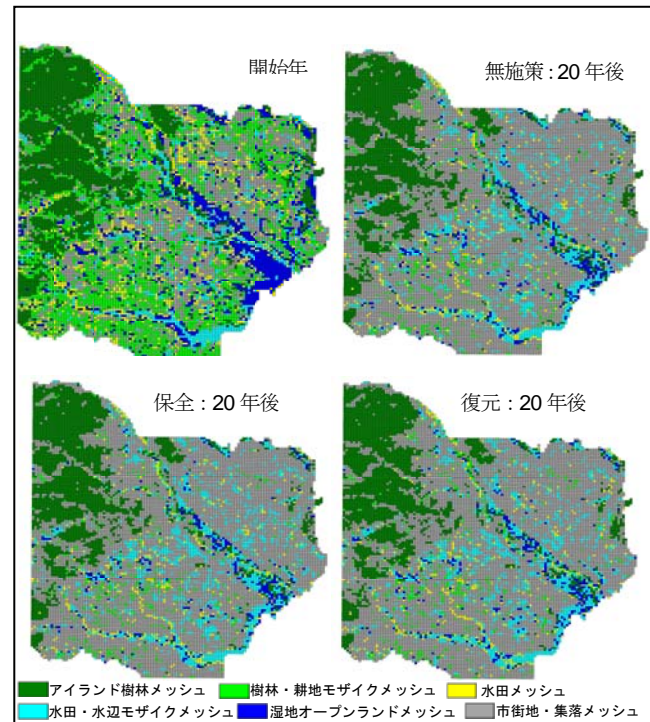 開始年
無施策：20 年後
保全：20 年後
復元：20 年後
アイランド樹林メッシュ 樹林・耕地モザイクメッシュ 水田メッシュ
水田・水辺モザイクメッシュ 湿地オープンランドメッシュ 市街地・集落メッシュ